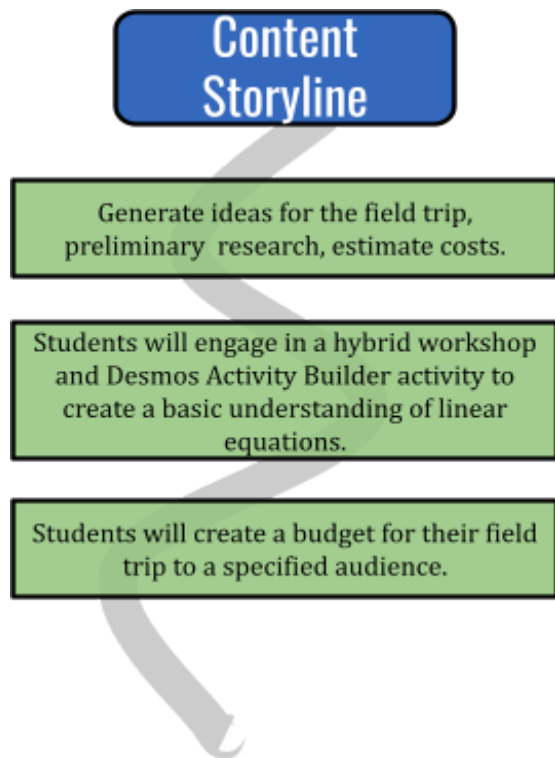 Content
Storyline
Generate ideas for the field trip,
preliminary research, estimate costs.
Students will engage in a hybrid workshop
and Desmos Activity Builder activity to
create a basic understanding of linear
equations.
Students will create a budget for their field
trip to a specified audience.